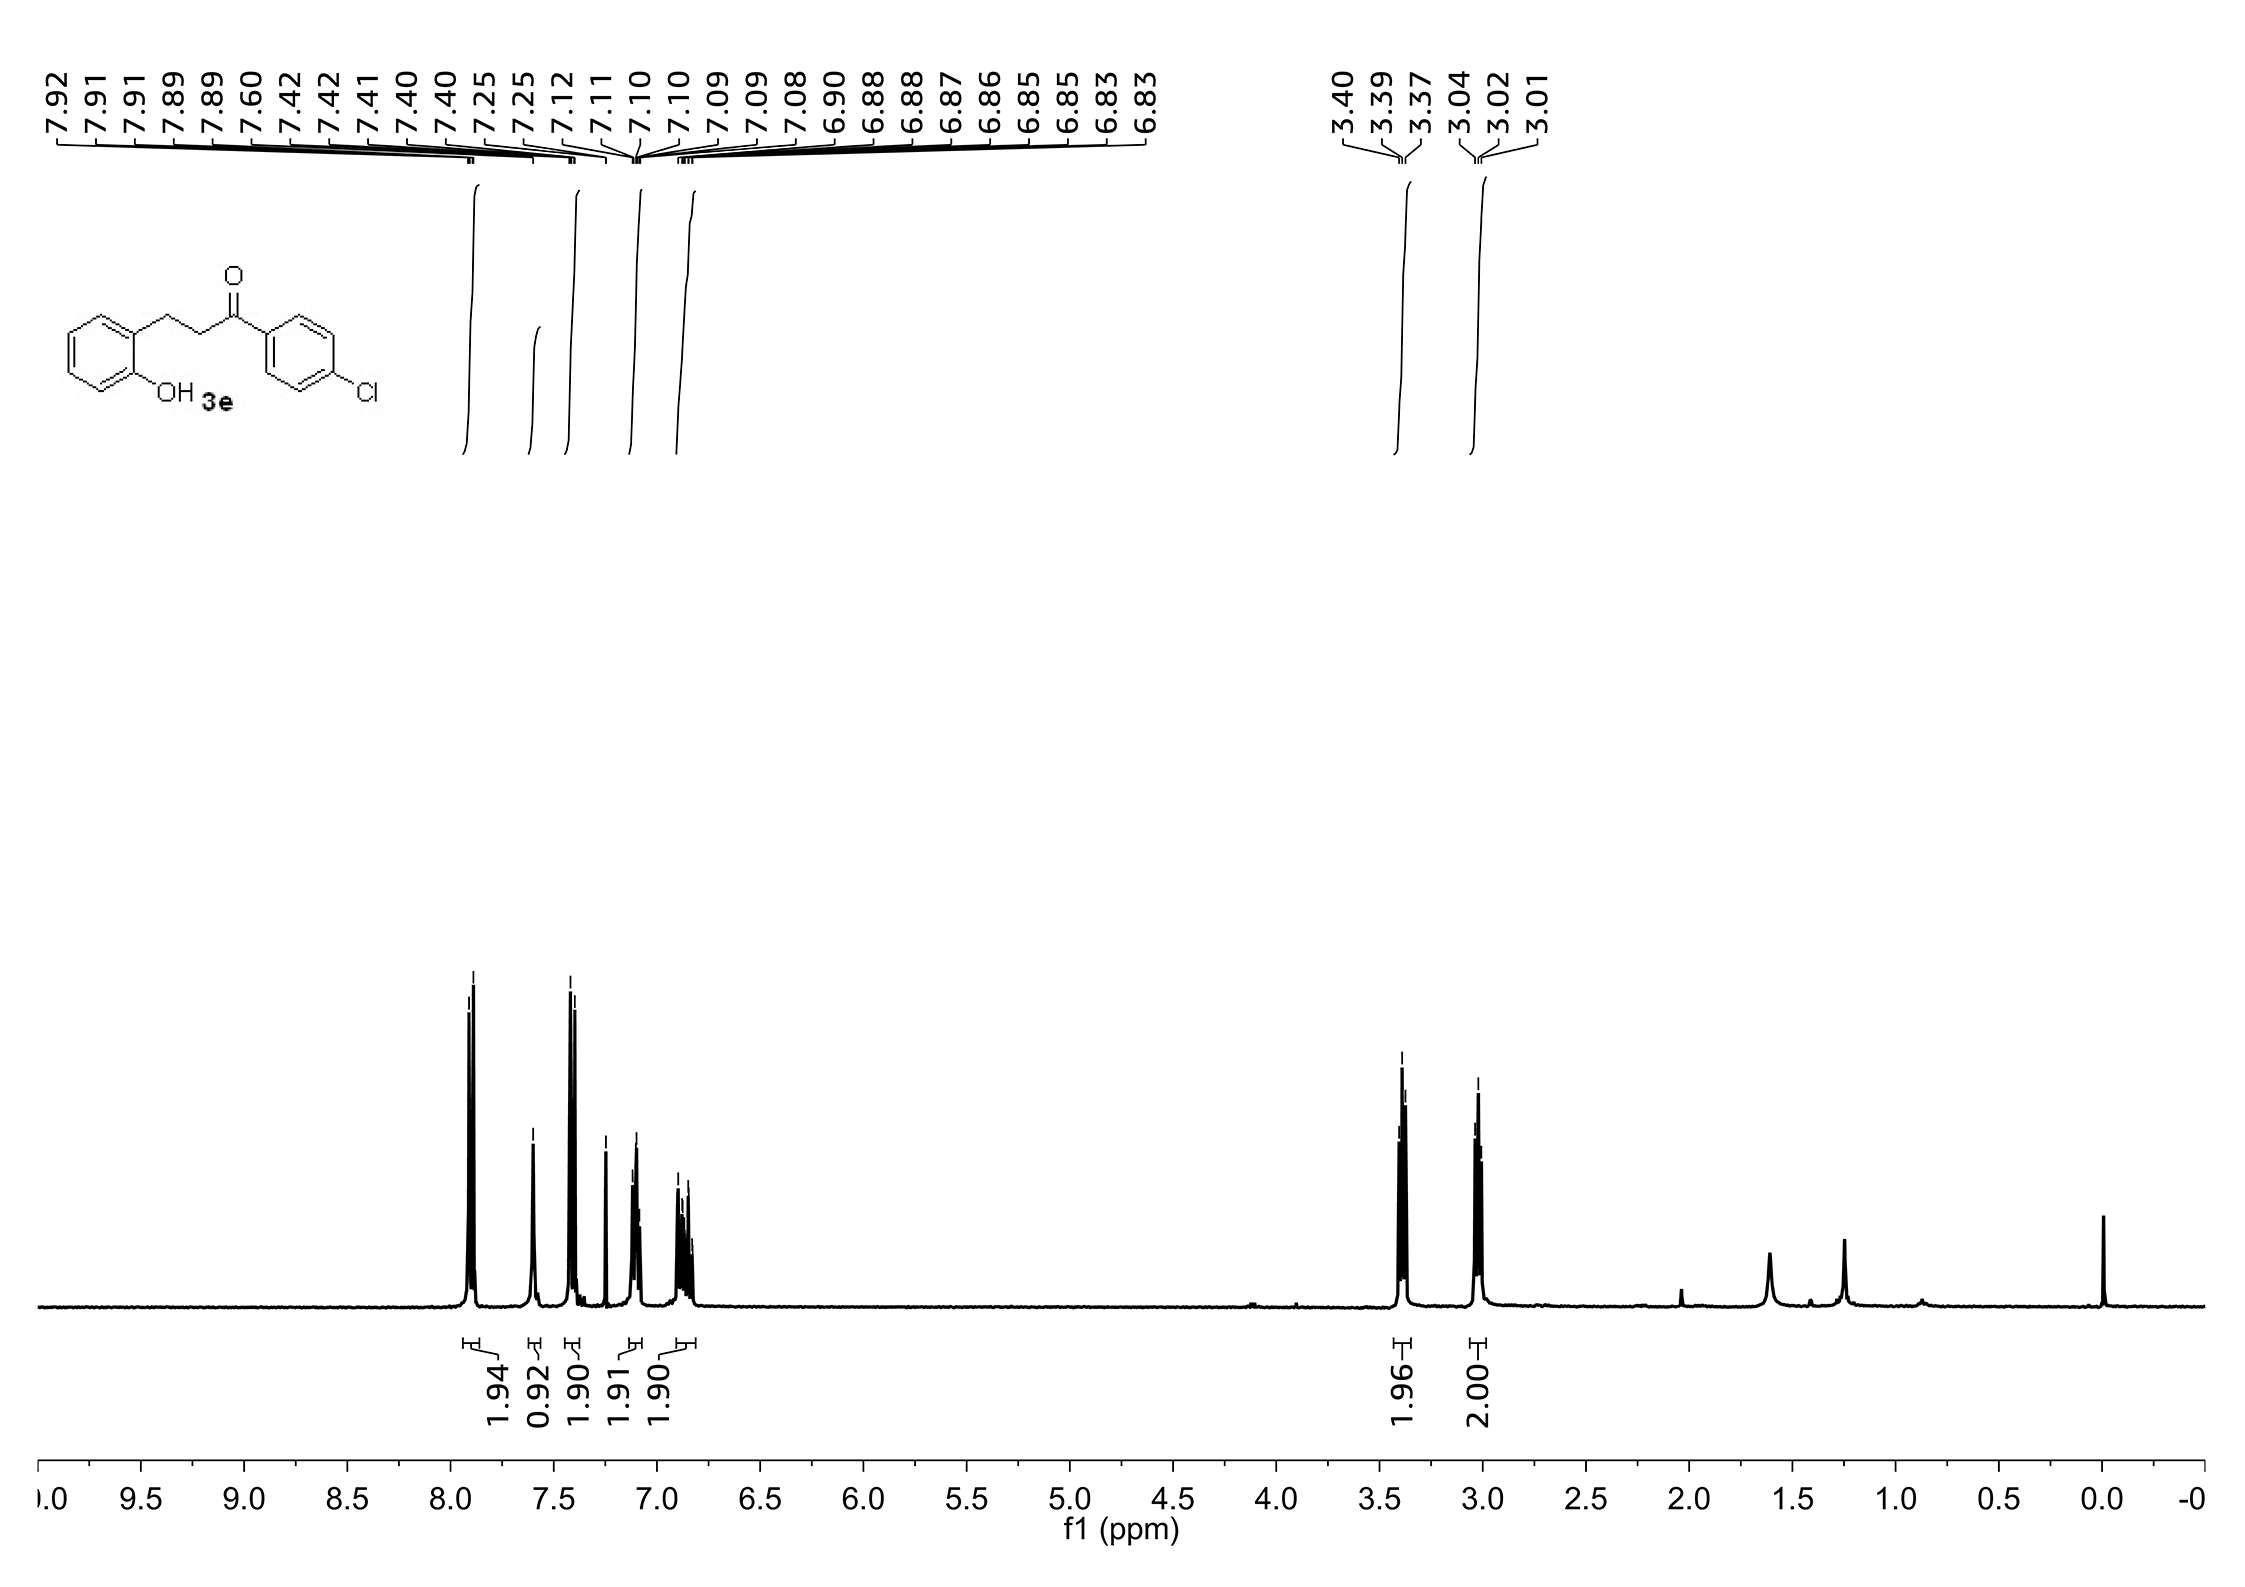 7.92 7.91 7.91 7.89 7.89 7.60 7.42 7.42 7.41 7.40 7.40 7.25 7.25 7.12 7.11 7.10 7.10 7.09 7.09 7.08 6.90 6.88 6.88 6.87 6.86 6.85 6.85 6.83 6.83 3.40 3.39 3.37 3.04 3.02 3.01
O
OH 3e Cl
1.94 0.92 1.90 1.91 1.90 1.96 2.00
).0 9.5 9.0 8.5 8.0 7.5 7.0 6.5 6.0 5.5 5.0 4.5 4.0 3.5 3.0 2.5 2.0 1.5 1.0 0.5 0.0 -0
f1 (ppm)